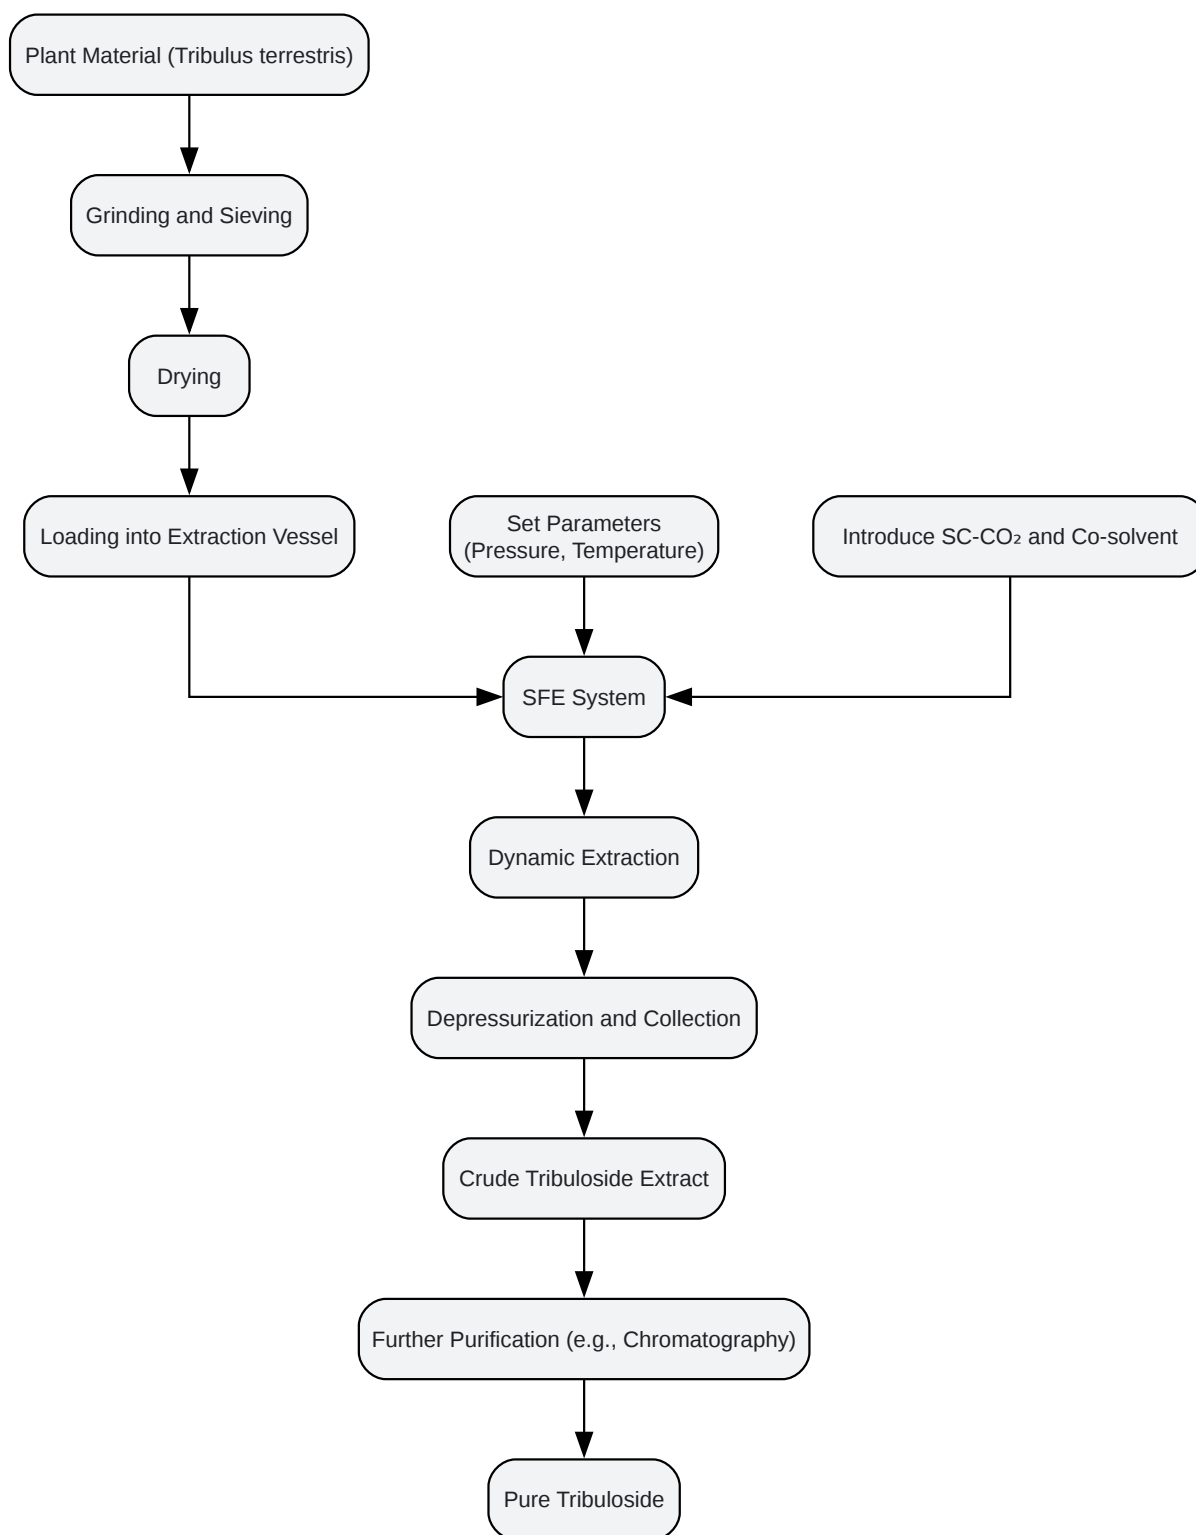 Plant Material (Tribulus terrestris)
Grinding and Sieving
Drying
Loading into Extraction Vessel
Set Parameters
(Pressure, Temperature)
Introduce SC-CO₂ and Co-solvent
SFE System
Dynamic Extraction
Depressurization and Collection
Crude Tribuloside Extract
Further Purification (e.g., Chromatography)
Pure Tribuloside